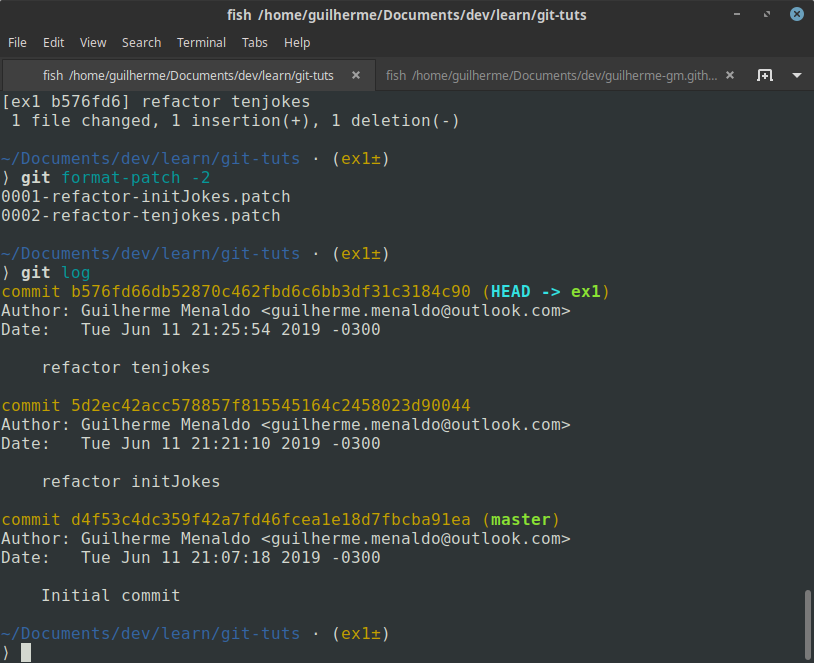 fish /home/guilherme/Documents/dev/learn/git-tuts
File Edit View Search Terminal Tabs Help
fish /home/guilherme/Documents/dev/learn/git-tuts × fish /home/guilherme/Documents/dev/guilherme-gm.gith... ×
[ex1 b576fd6] refactor tenjokes
 1 file changed, 1 insertion(+), 1 deletion(-)
~/Documents/dev/learn/git-tuts · (ex1±)
⟩ git format-patch -2
0001-refactor-initJokes.patch
0002-refactor-tenjokes.patch
~/Documents/dev/learn/git-tuts · (ex1±)
⟩ git log
commit b576fd66db52870c462fbd6c6bb3df31c3184c90 (HEAD -> ex1)
Author: Guilherme Menaldo <guilherme.menaldo@outlook.com>
Date:   Tue Jun 11 21:25:54 2019 -0300
    refactor tenjokes
commit 5d2ec42acc578857f815545164c2458023d90044
Author: Guilherme Menaldo <guilherme.menaldo@outlook.com>
Date:   Tue Jun 11 21:21:10 2019 -0300
    refactor initJokes
commit d4f53c4dc359f42a7fd46fcea1e18d7fbcba91ea (master)
Author: Guilherme Menaldo <guilherme.menaldo@outlook.com>
Date:   Tue Jun 11 21:07:18 2019 -0300
    Initial commit
~/Documents/dev/learn/git-tuts · (ex1±)
⟩